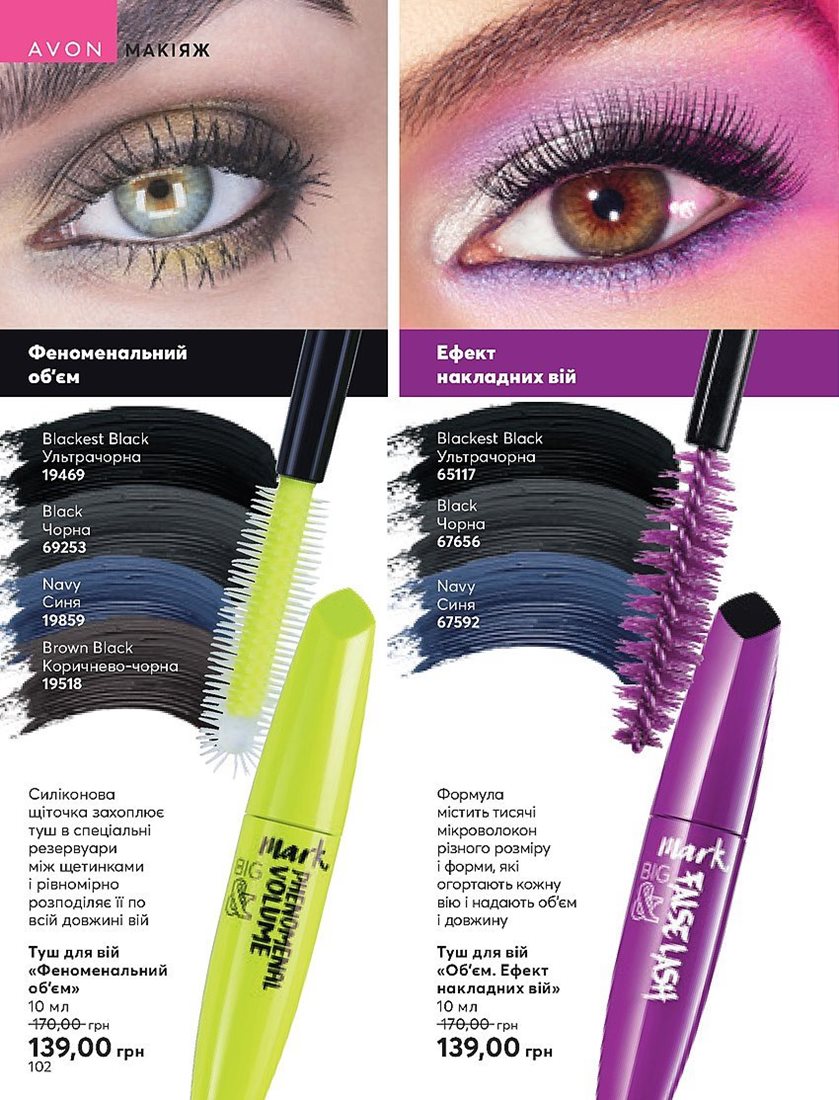 AVON МАКІЯЖ
Феноменальний
об'єм
Blackest Black
Ультрачорна
19469
Black
Чорна
69253
Navy
Синя
19859
Brown Black
Коричнево-чорна
19518
Силіконова
щіточка захоплює
туш в спеціальні
резервуари
між щетинками
і рівномірно
розподіляє її по
всій довжині вій
Туш для вій
«Феноменальний
об'єм»
10 мл
170,00 грн
139,00 грн
102
mark.
BIG &
PHENOMENAL
VOLUME
Ефект
накладних вій
Blackest Black
Ультрачорна
65117
Black
Чорна
67656
Navy
Синя
67592
Формула
містить тисячі
мікроволокон
різного розміру
і форми, які
огортають кожну
вію і надають об'єм
і довжину
Туш для вій
«Об'єм. Ефект
накладних вій»
10 мл
170,00 грн
139,00 грн
mark.
BIG &
FALSE LASH